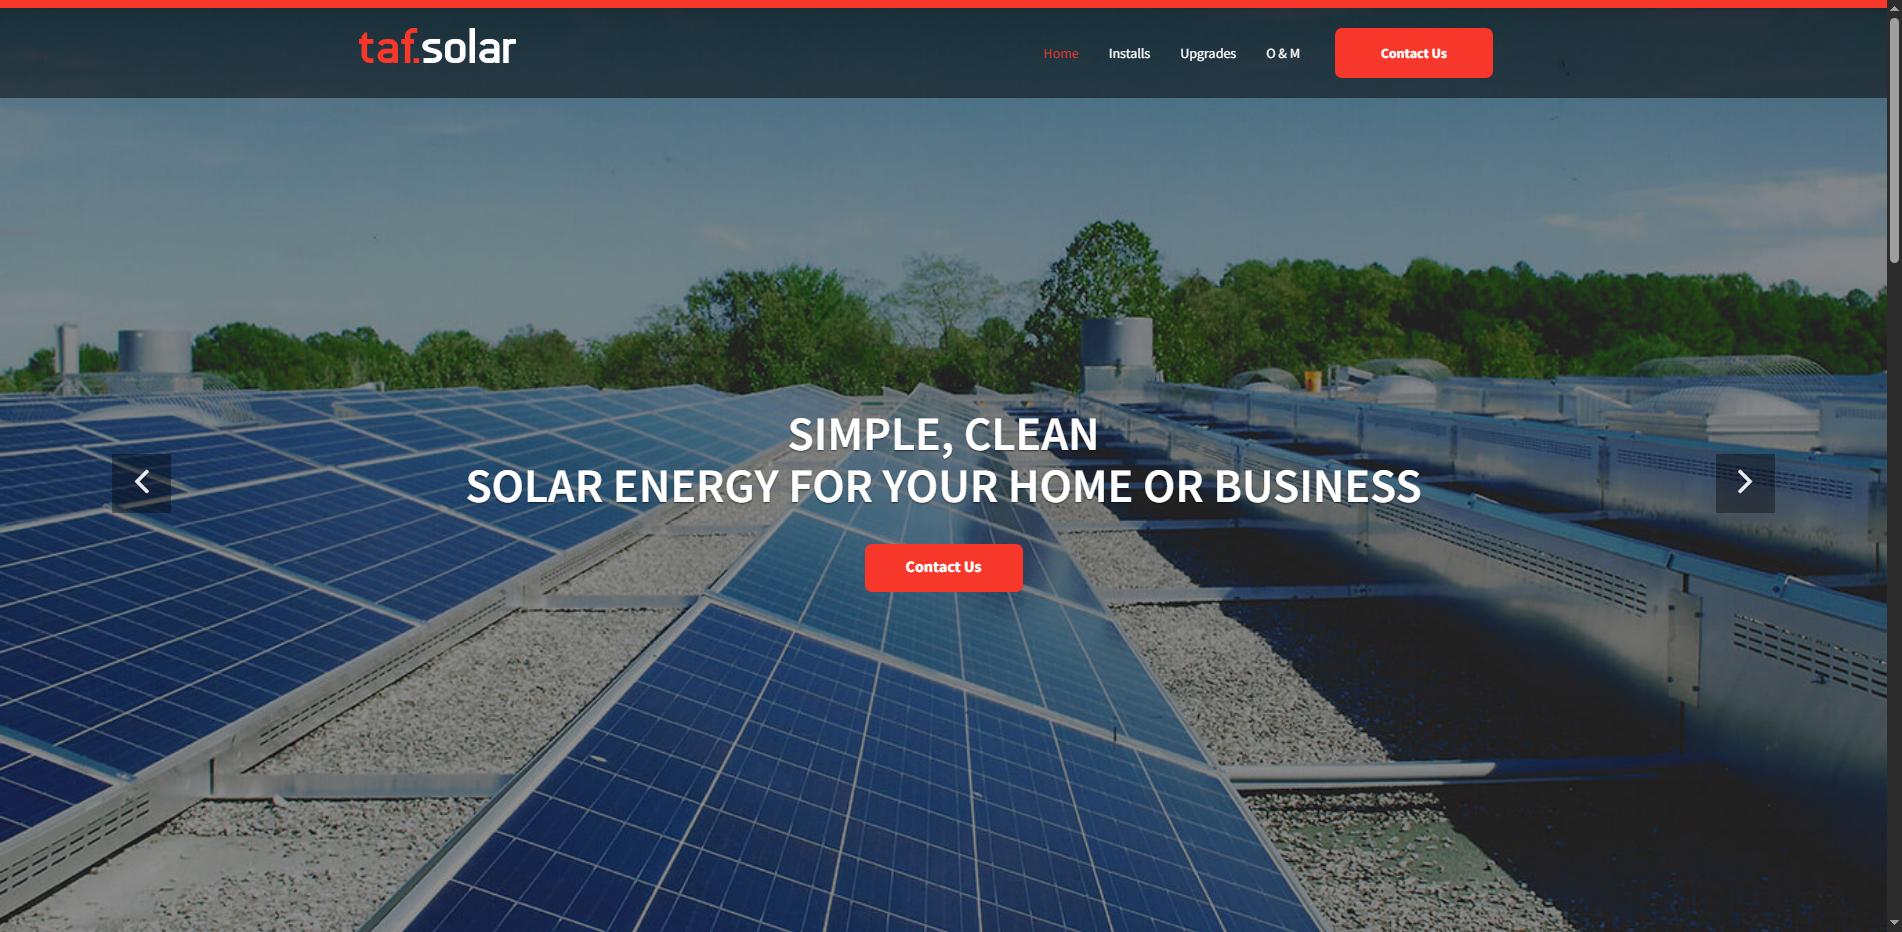 taf.solar
Home Installs Upgrades O & M Contact Us
SIMPLE, CLEAN
SOLAR ENERGY FOR YOUR HOME OR BUSINESS
Contact Us